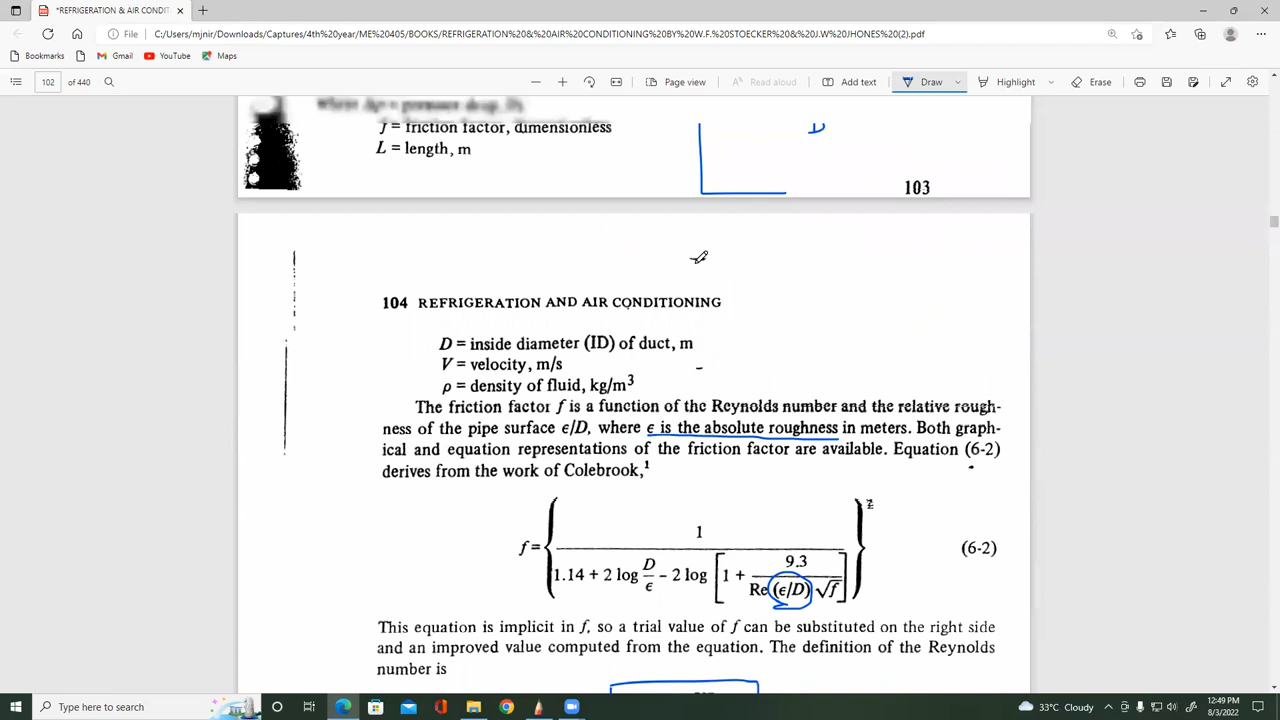 *REFRIGERATION & AIR CONDITION
File C:/Users/mjnir/Downloads/Captures/4th%20year/ME%20405/BOOKS/REFRIGERATION%20&%20AIR%20CONDITIONING%20BY%20W.F.%20STOECKER%20&%20J.W%20JHONES%20(2).pdf
Bookmarks Gmail YouTube Maps
102 of 440 Page view Read aloud Add text Draw Highlight Erase
f = friction factor, dimensionless
L = length, m
D
103
104 REFRIGERATION AND AIR CONDITIONING
D = inside diameter (ID) of duct, m
V = velocity, m/s
ρ = density of fluid, kg/m³
The friction factor f is a function of the Reynolds number and the relative rough-
ness of the pipe surface ϵ/D, where ϵ is the absolute roughness in meters. Both graph-
ical and equation representations of the friction factor are available. Equation (6-2)
derives from the work of Colebrook,¹
f = { 1 / (1.14 + 2 log D/ϵ - 2 log [1 + 9.3 / (Re (ϵ/D) √f)]) }² (6-2)
This equation is implicit in f, so a trial value of f can be substituted on the right side
and an improved value computed from the equation. The definition of the Reynolds
number is
Type here to search
33°C Cloudy
12:49 PM
8/3/2022